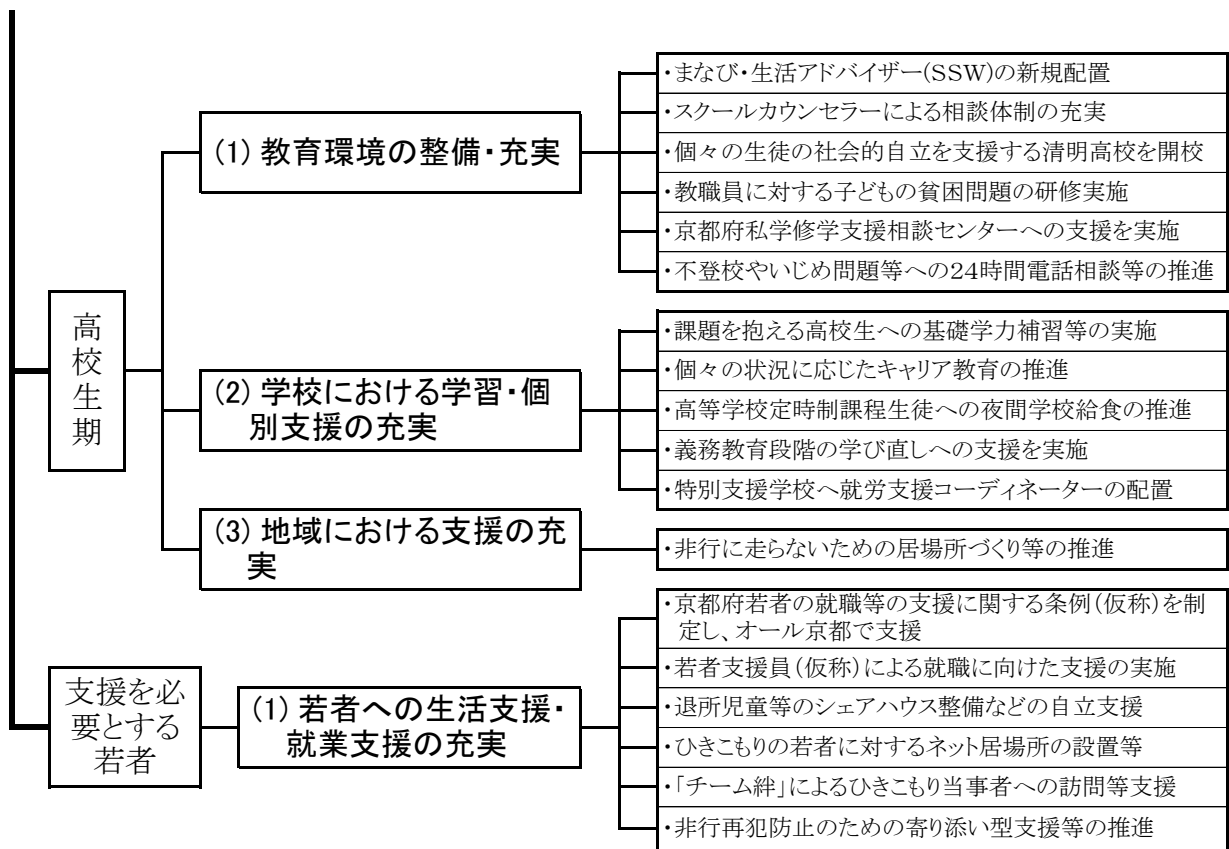 高校生期
(1) 教育環境の整備・充実
・まなび・生活アドバイザー(SSW)の新規配置
・スクールカウンセラーによる相談体制の充実
・個々の生徒の社会的自立を支援する清明高校を開校
・教職員に対する子どもの貧困問題の研修実施
・京都府私学修学支援相談センターへの支援を実施
・不登校やいじめ問題等への24時間電話相談等の推進
(2) 学校における学習・個
別支援の充実
・課題を抱える高校生への基礎学力補習等の実施
・個々の状況に応じたキャリア教育の推進
・高等学校定時制課程生徒への夜間学校給食の推進
・義務教育段階の学び直しへの支援を実施
・特別支援学校へ就労支援コーディネーターの配置
(3) 地域における支援の充
実
・非行に走らないための居場所づくり等の推進
支援を必
要とする
若者
(1) 若者への生活支援・
就業支援の充実
・京都府若者の就職等の支援に関する条例(仮称)を制
定し、オール京都で支援
・若者支援員(仮称)による就職に向けた支援の実施
・退所児童等のシェアハウス整備などの自立支援
・ひきこもりの若者に対するネット居場所の設置等
・「チーム絆」によるひきこもり当事者への訪問等支援
・非行再犯防止のための寄り添い型支援等の推進